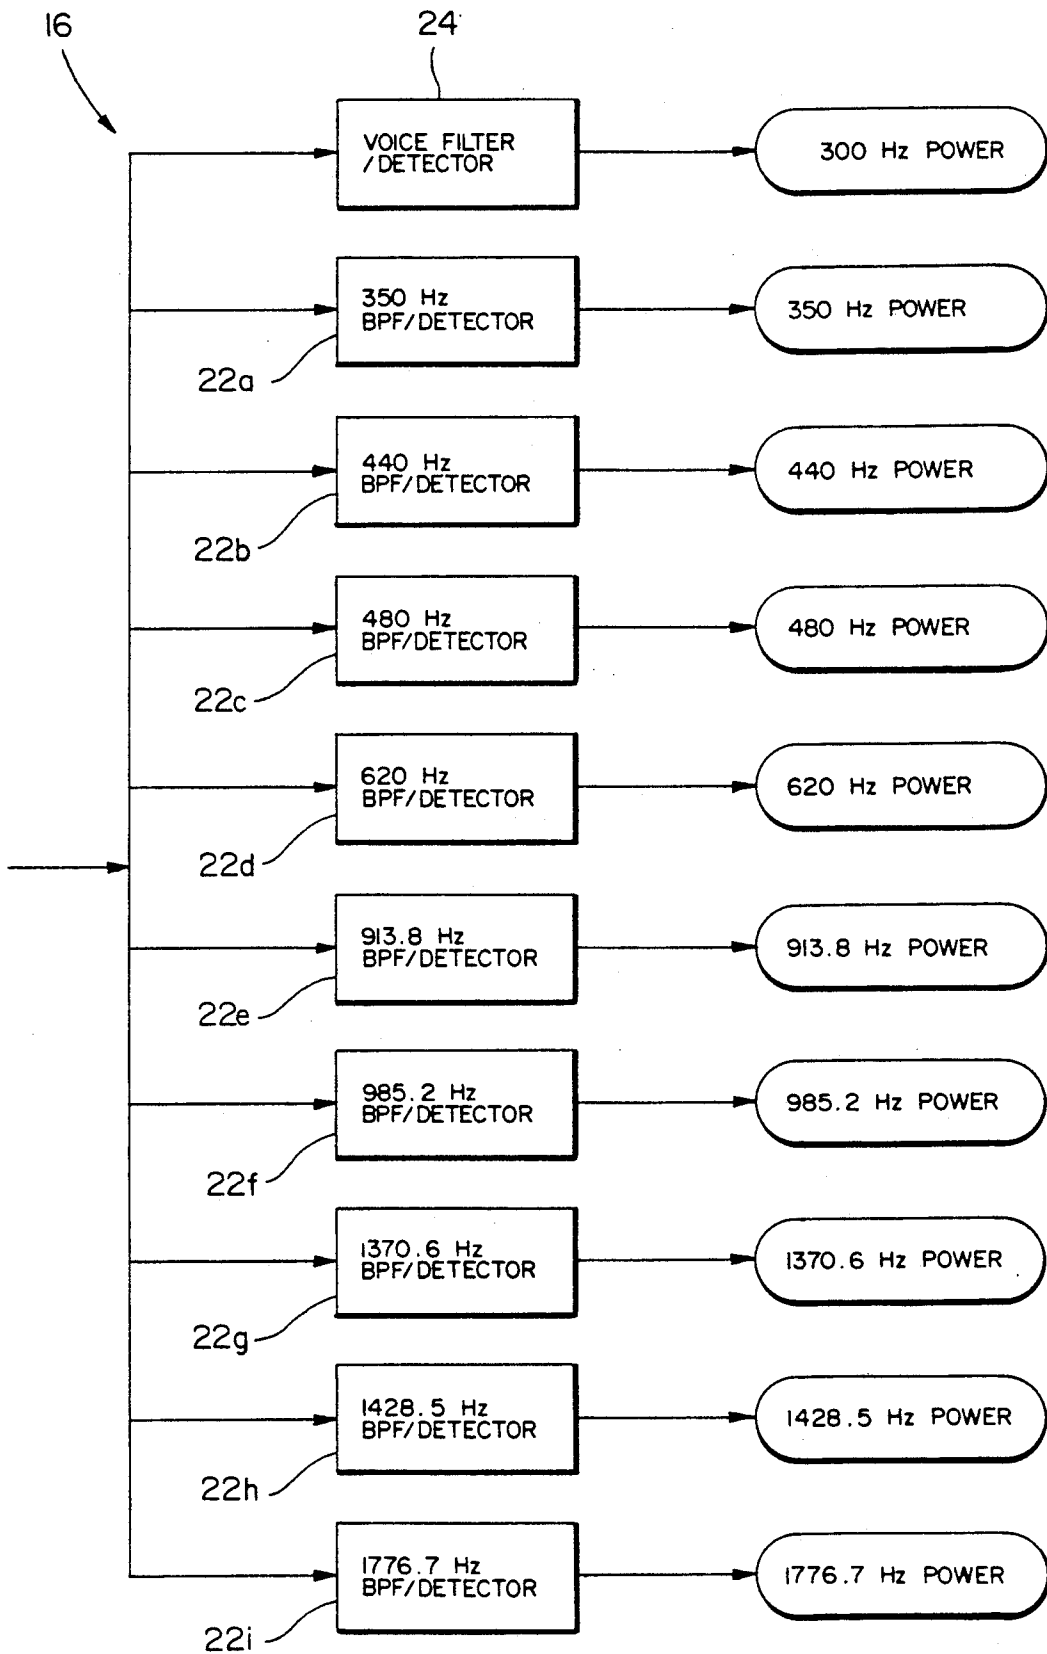 16
24
VOICE FILTER
/DETECTOR
300 Hz POWER
350 Hz
BPF/DETECTOR
350 Hz POWER
22a
440 Hz
BPF/DETECTOR
440 Hz POWER
22b
480 Hz
BPF/DETECTOR
480 Hz POWER
22c
620 Hz
BPF/DETECTOR
620 Hz POWER
22d
913.8 Hz
BPF/DETECTOR
913.8 Hz POWER
22e
985.2 Hz
BPF/DETECTOR
985.2 Hz POWER
22f
1370.6 Hz
BPF/DETECTOR
1370.6 Hz POWER
22g
1428.5 Hz
BPF/DETECTOR
1428.5 Hz POWER
22h
1776.7 Hz
BPF/DETECTOR
1776.7 Hz POWER
22i